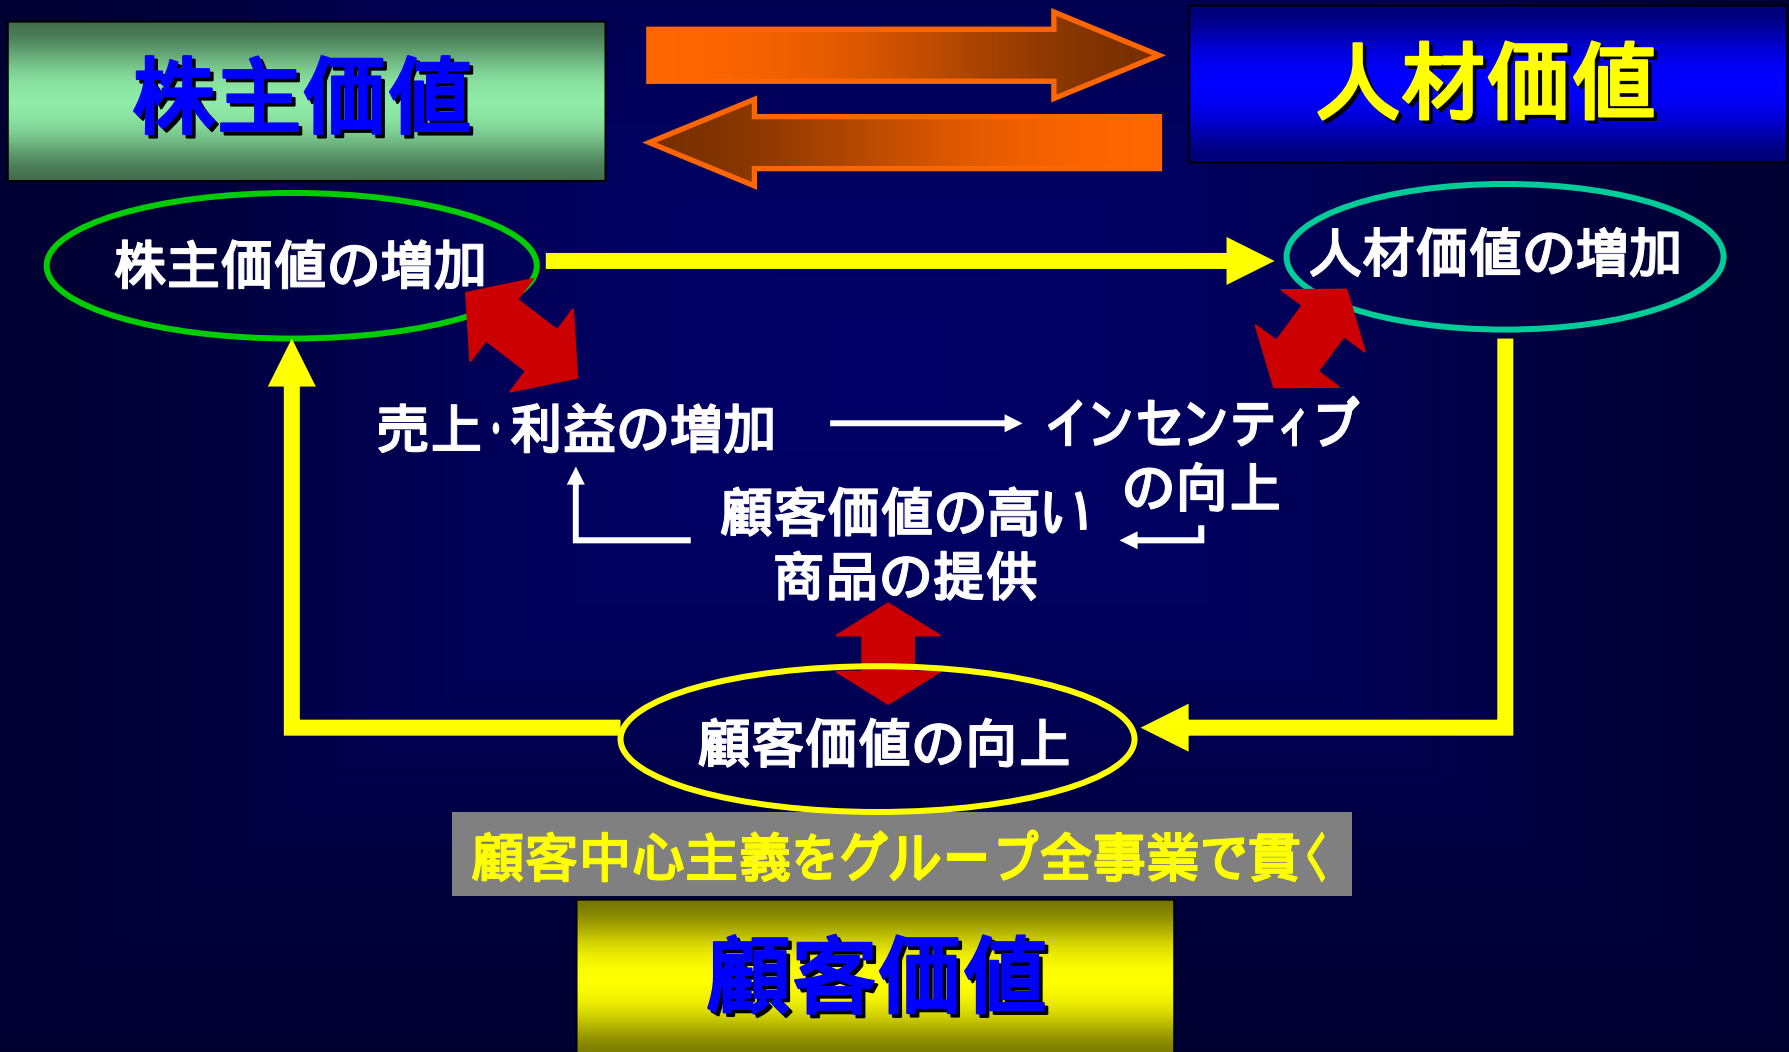 株主価値
人材価値
株主価値の増加
人材価値の増加
売上・利益の増加
インセンティブ
の向上
顧客価値の高い
商品の提供
顧客価値の向上
顧客中心主義をグループ全事業で貫く
顧客価値